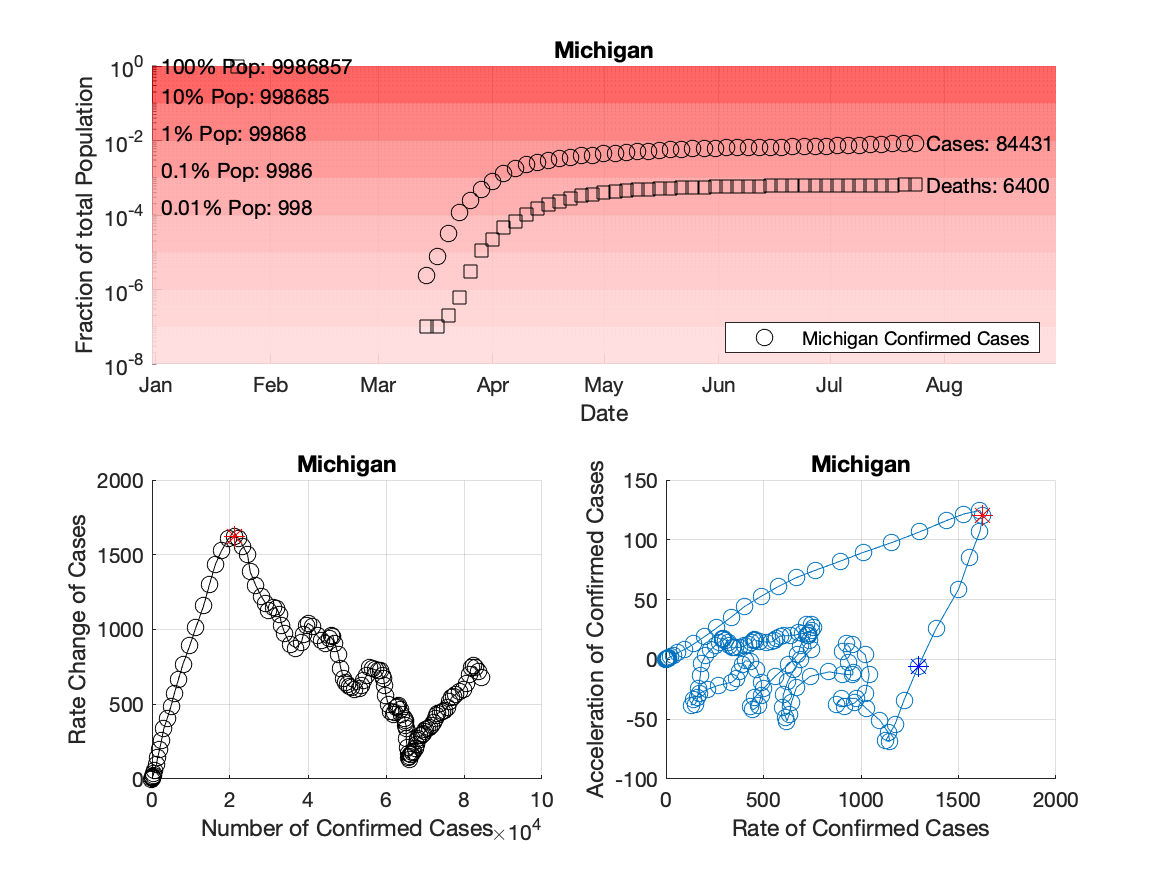 Michigan
10^0
10^-2
10^-4
10^-6
10^-8
Fraction of total Population
100% Pop: 9986857
10% Pop: 998685
1% Pop: 99868
0.1% Pop: 9986
0.01% Pop: 998
Cases: 84431
Deaths: 6400
Michigan Confirmed Cases
Jan Feb Mar Apr May Jun Jul Aug
Date
Michigan
2000
1500
1000
500
0
Rate Change of Cases
0 2 4 6 8 10
Number of Confirmed Cases ×10^4
Michigan
150
100
50
0
-50
-100
Acceleration of Confirmed Cases
0 500 1000 1500 2000
Rate of Confirmed Cases